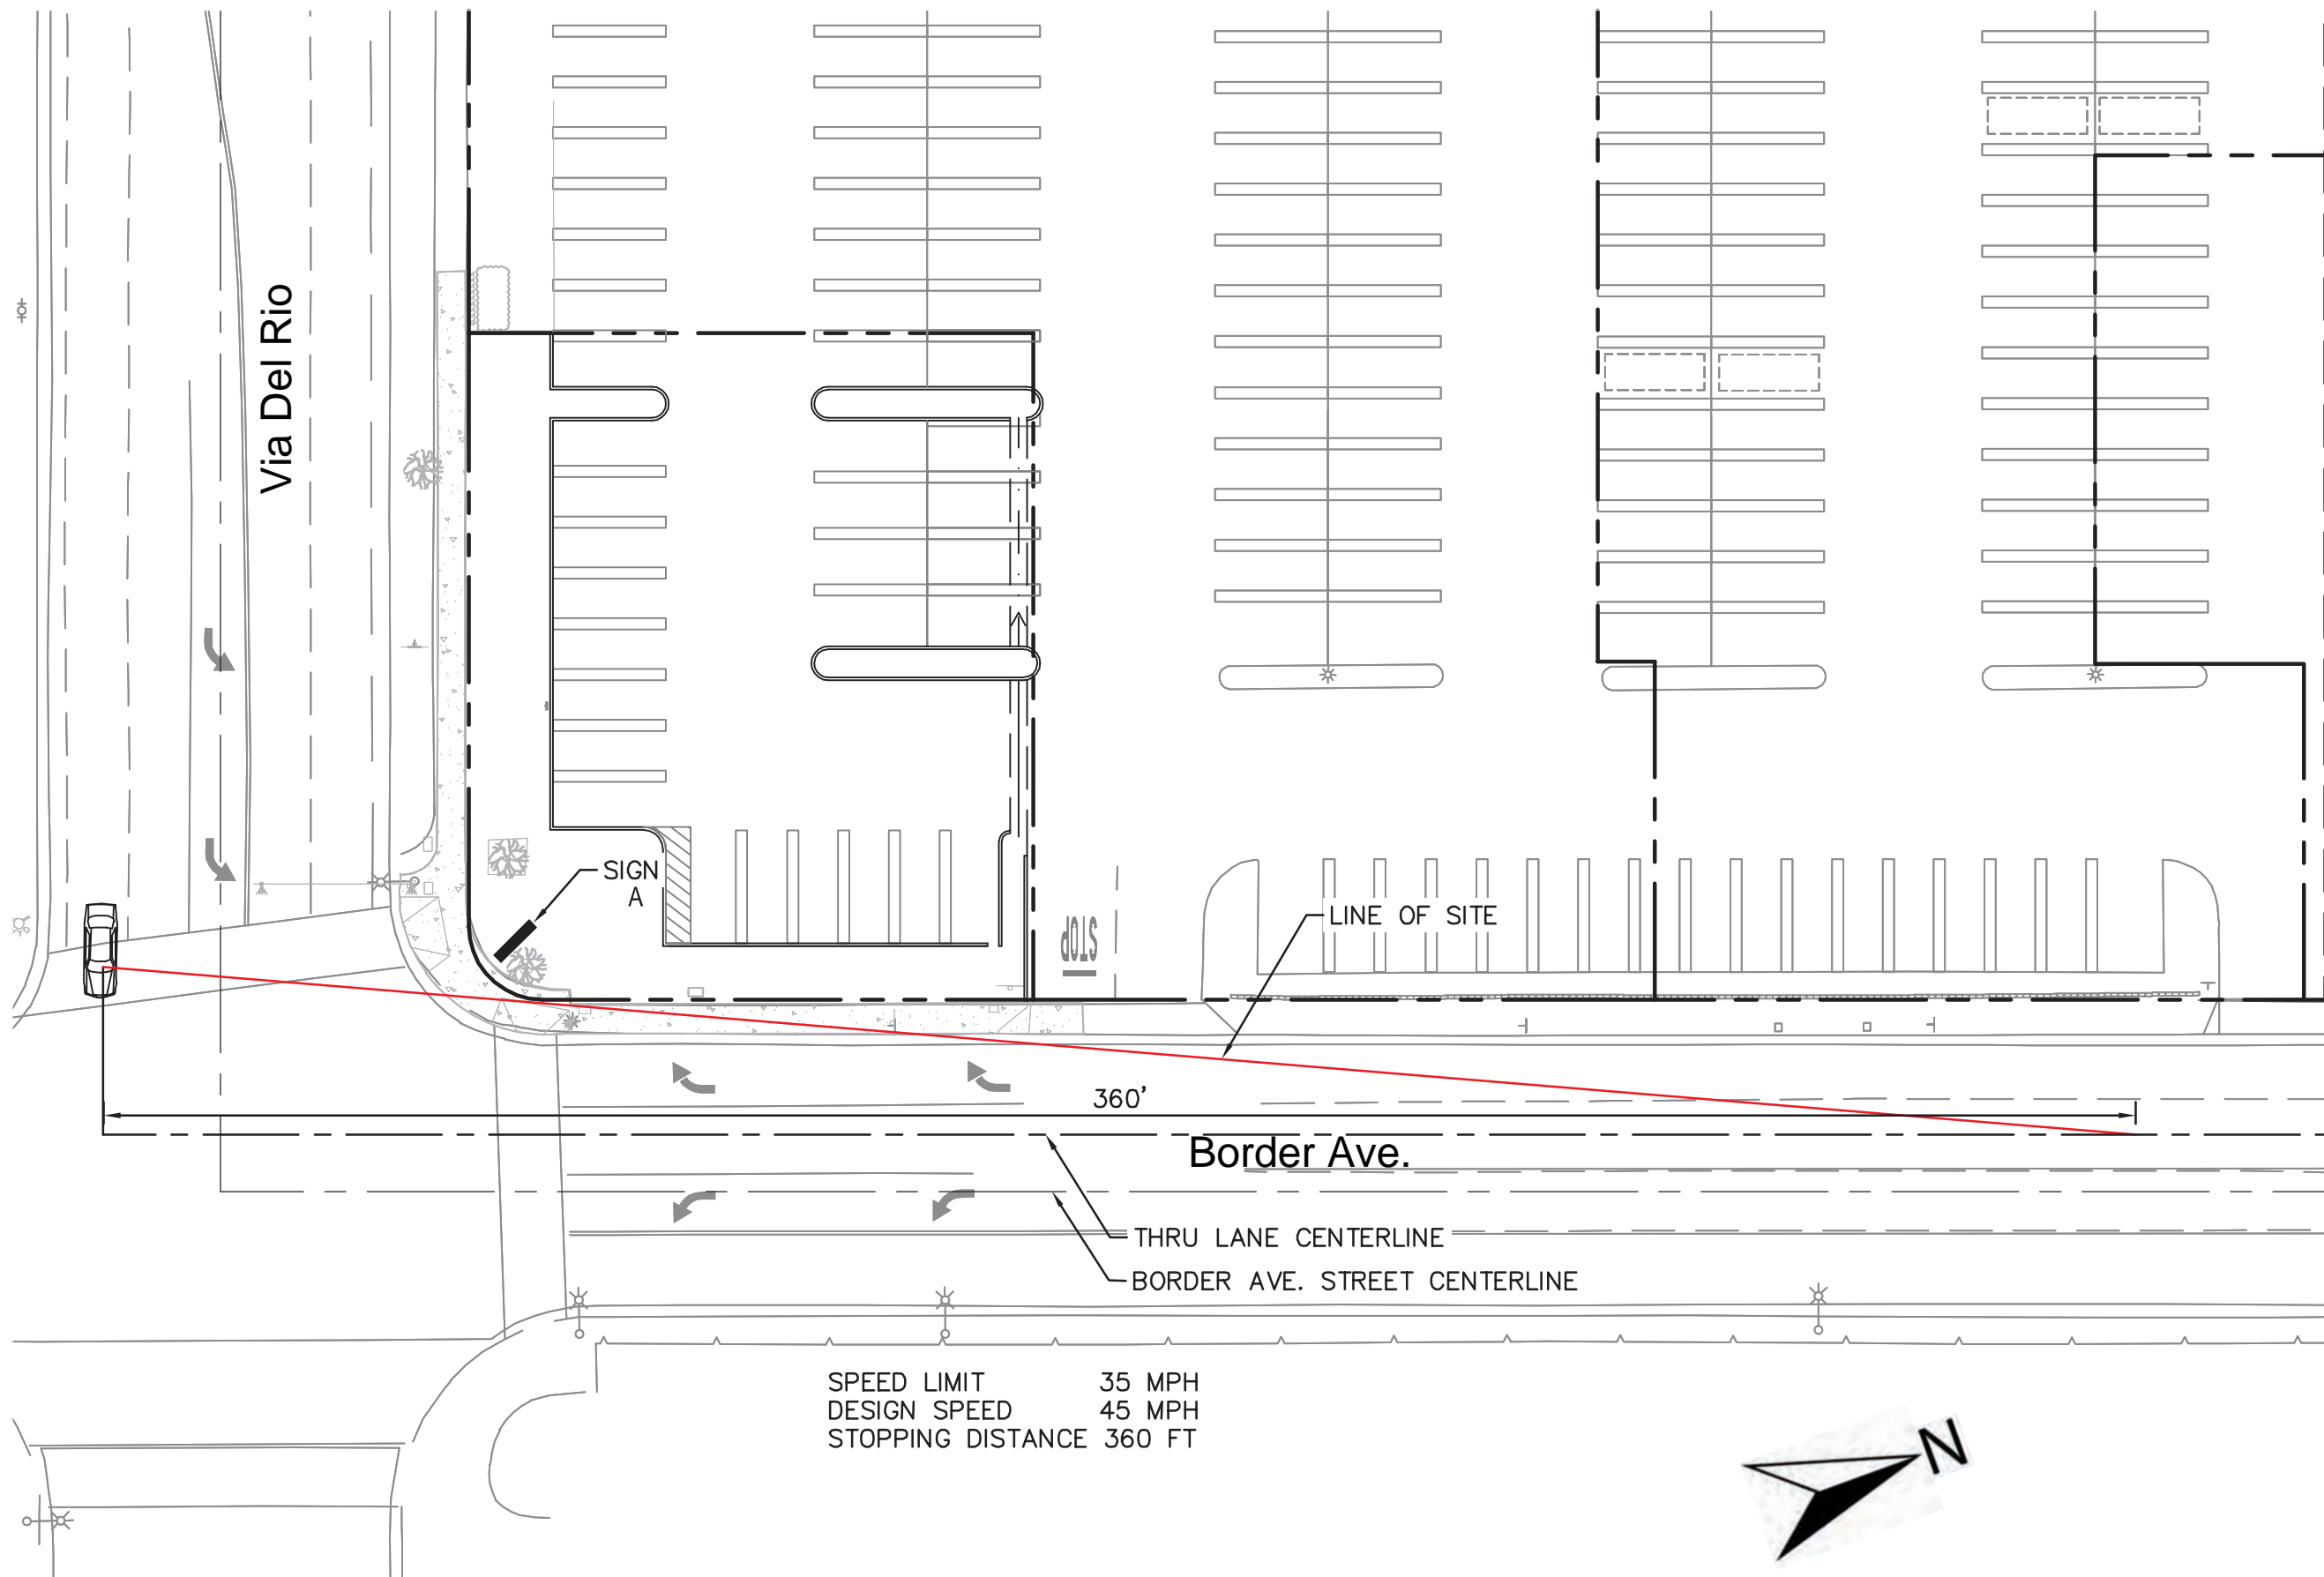 Via Del Rio
SIGN
A
STOP
LINE OF SITE
360'
Border Ave.
THRU LANE CENTERLINE
BORDER AVE. STREET CENTERLINE
SPEED LIMIT 35 MPH
DESIGN SPEED 45 MPH
STOPPING DISTANCE 360 FT
N